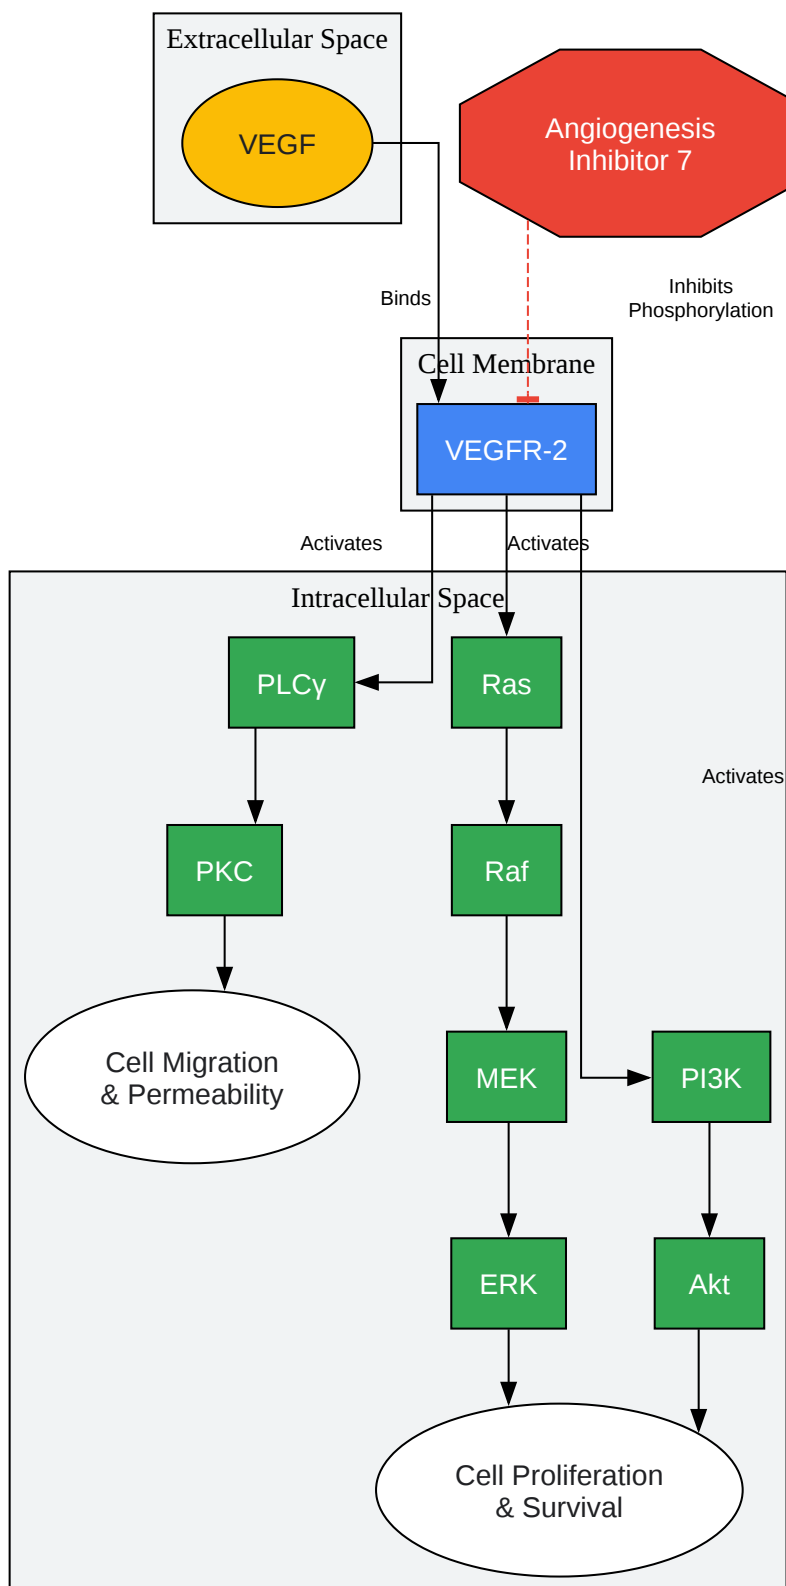 Extracellular Space
VEGF
Angiogenesis
Inhibitor 7
Binds
Inhibits
Phosphorylation
Cell Membrane
VEGFR-2
Activates
Activates
Intracellular Space
PLCγ
Ras
Activates
PKC
Raf
Cell Migration
& Permeability
MEK
PI3K
ERK
Akt
Cell Proliferation
& Survival